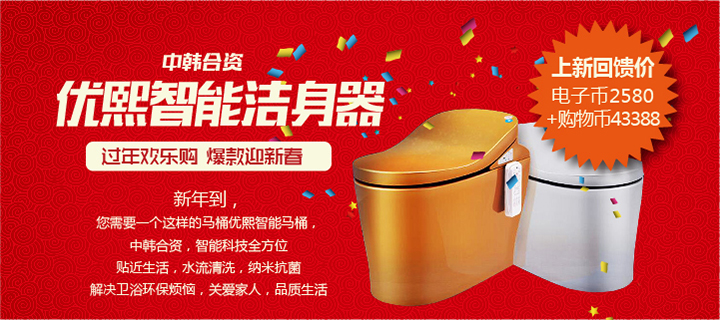 中韩合资
优熙智能洁身器
过年欢乐购 爆款迎新春
新年到，
您需要一个这样的马桶优熙智能马桶，
中韩合资，智能科技全方位
贴近生活，水流清洗，纳米抗菌
解决卫浴环保烦恼，关爱家人，品质生活
上新回馈价
电子币2580
+购物币43388